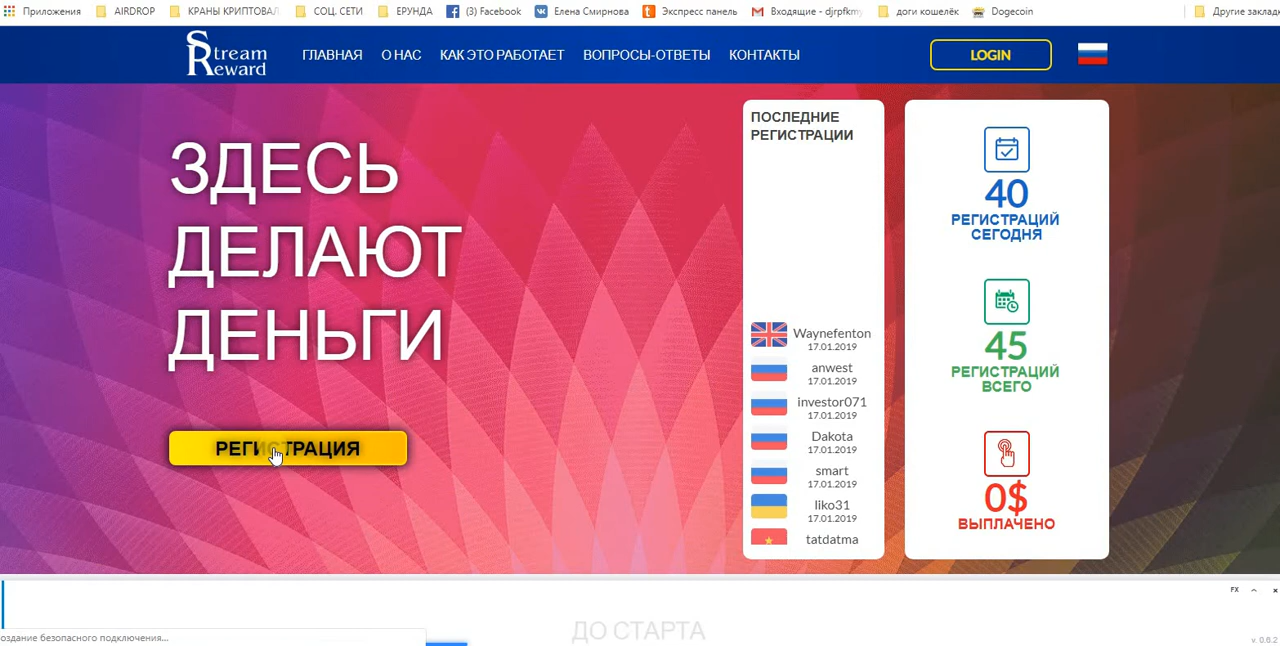 Приложения AIRDROP КРАНЫ КРИПТОВАЛ СОЦ. СЕТИ ЕРУНДА (3) Facebook Елена Смирнова Экспресс панель Входящие - djrpfkmy доги кошелёк Dogecoin Другие заклад
Stream Reward ГЛАВНАЯ О НАС КАК ЭТО РАБОТАЕТ ВОПРОСЫ-ОТВЕТЫ КОНТАКТЫ LOGIN
ЗДЕСЬ
ДЕЛАЮТ
ДЕНЬГИ
РЕГИСТРАЦИЯ
ПОСЛЕДНИЕ
РЕГИСТРАЦИИ
Waynefenton
17.01.2019
anwest
17.01.2019
investor071
17.01.2019
Dakota
17.01.2019
smart
17.01.2019
liko31
17.01.2019
tatdatma
40
РЕГИСТРАЦИЙ
СЕГОДНЯ
45
РЕГИСТРАЦИЙ
ВСЕГО
0$
ВЫПЛАЧЕНО
FX
ДО СТАРТА
оздание безопасного подключения...
v. 0.6.2